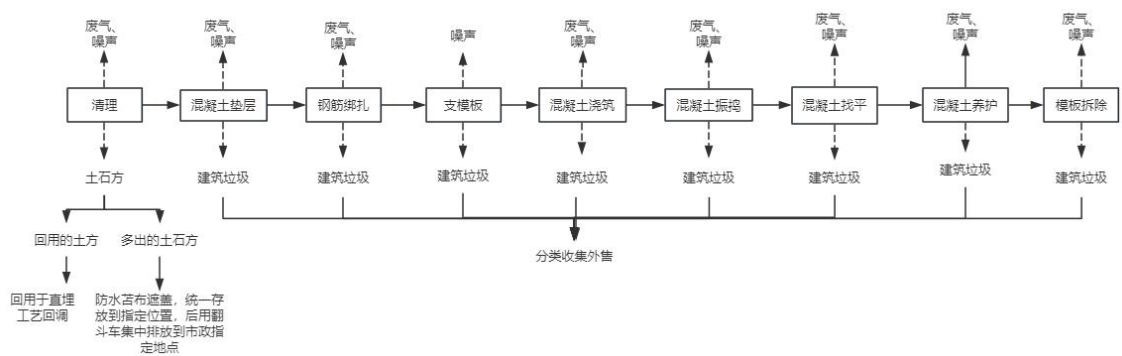 废气、
噪声
废气、
噪声
废气、
噪声
噪声
废气、
噪声
废气、
噪声
废气、
噪声
废气、
噪声
废气、
噪声
清理
混凝土垫层
钢筋绑扎
支模板
混凝土浇筑
混凝土振捣
混凝土找平
混凝土养护
模板拆除
土石方
建筑垃圾
建筑垃圾
建筑垃圾
建筑垃圾
建筑垃圾
建筑垃圾
建筑垃圾
建筑垃圾
回用的土方
多出的土石方
分类收集外售
回用于直埋
工艺回调
防水苫布遮盖，统一存
放到指定位置，后用翻
斗车集中排放到市政指
定地点